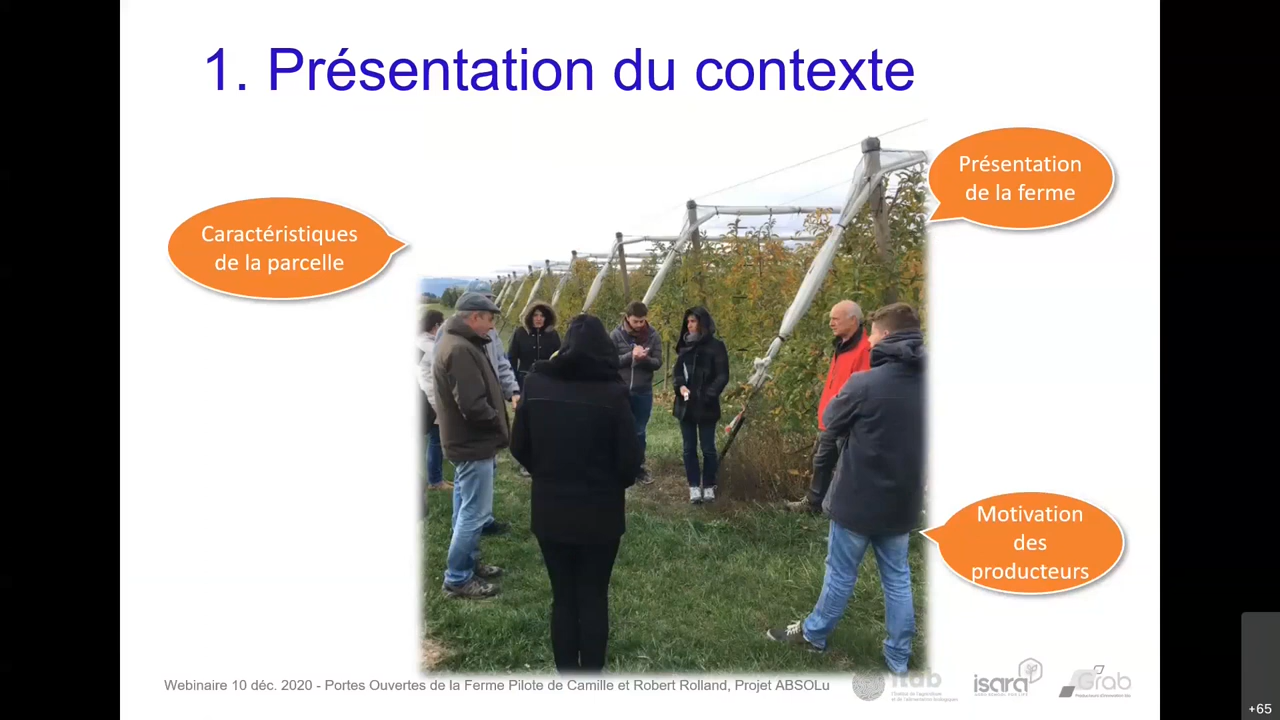 1. Présentation du contexte
Présentation
de la ferme
Caractéristiques
de la parcelle
Motivation
des
producteurs
Webinaire 10 déc. 2020 - Portes Ouvertes de la Ferme Pilote de Camille et Robert Rolland, Projet ABSOLu
itab
isara
Grab
+65